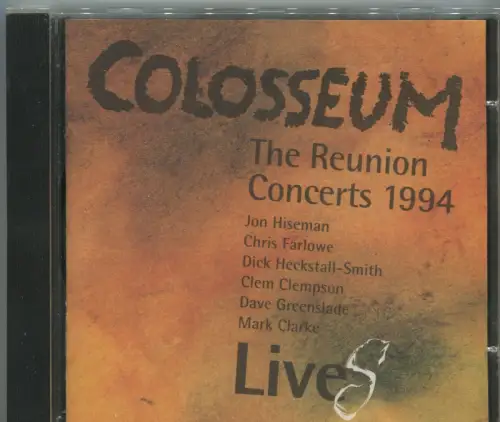 COLOSSEUM
The Reunion
Concerts 1994
Jon Hiseman
Chris Farlowe
Dick Heckstall-Smith
Clem Clempson
Dave Greenslade
Mark Clarke
LiveS